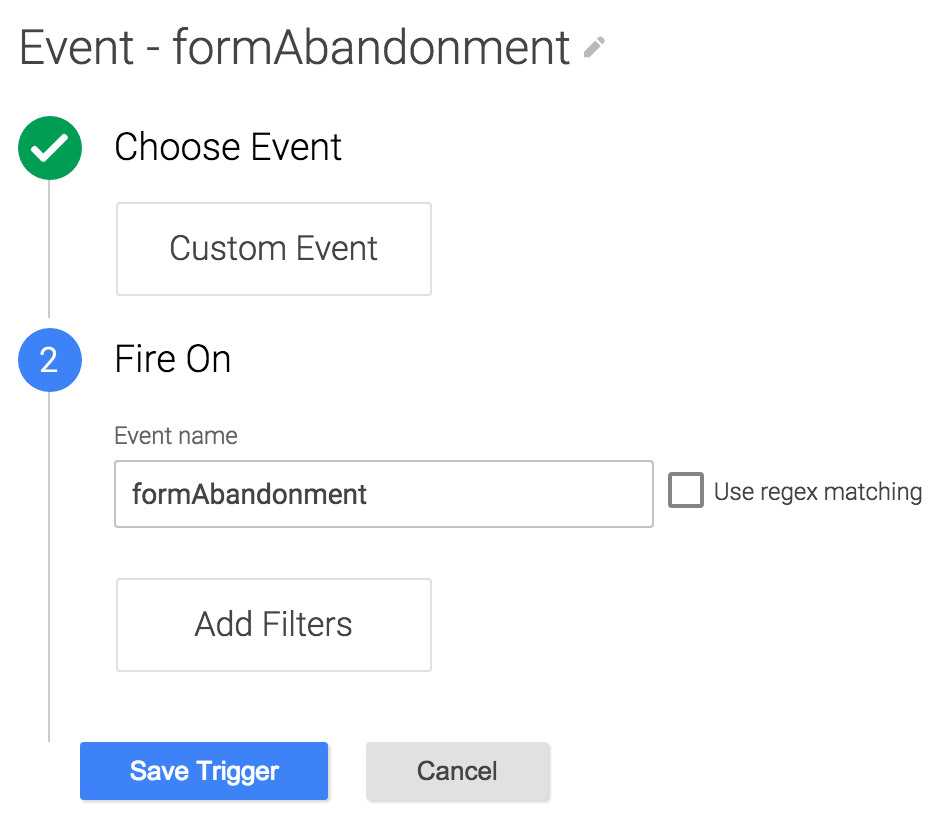 Event - formAbandonment
Choose Event
Custom Event
2
Fire On
Event name
formAbandonment
Use regex matching
Add Filters
Save Trigger
Cancel